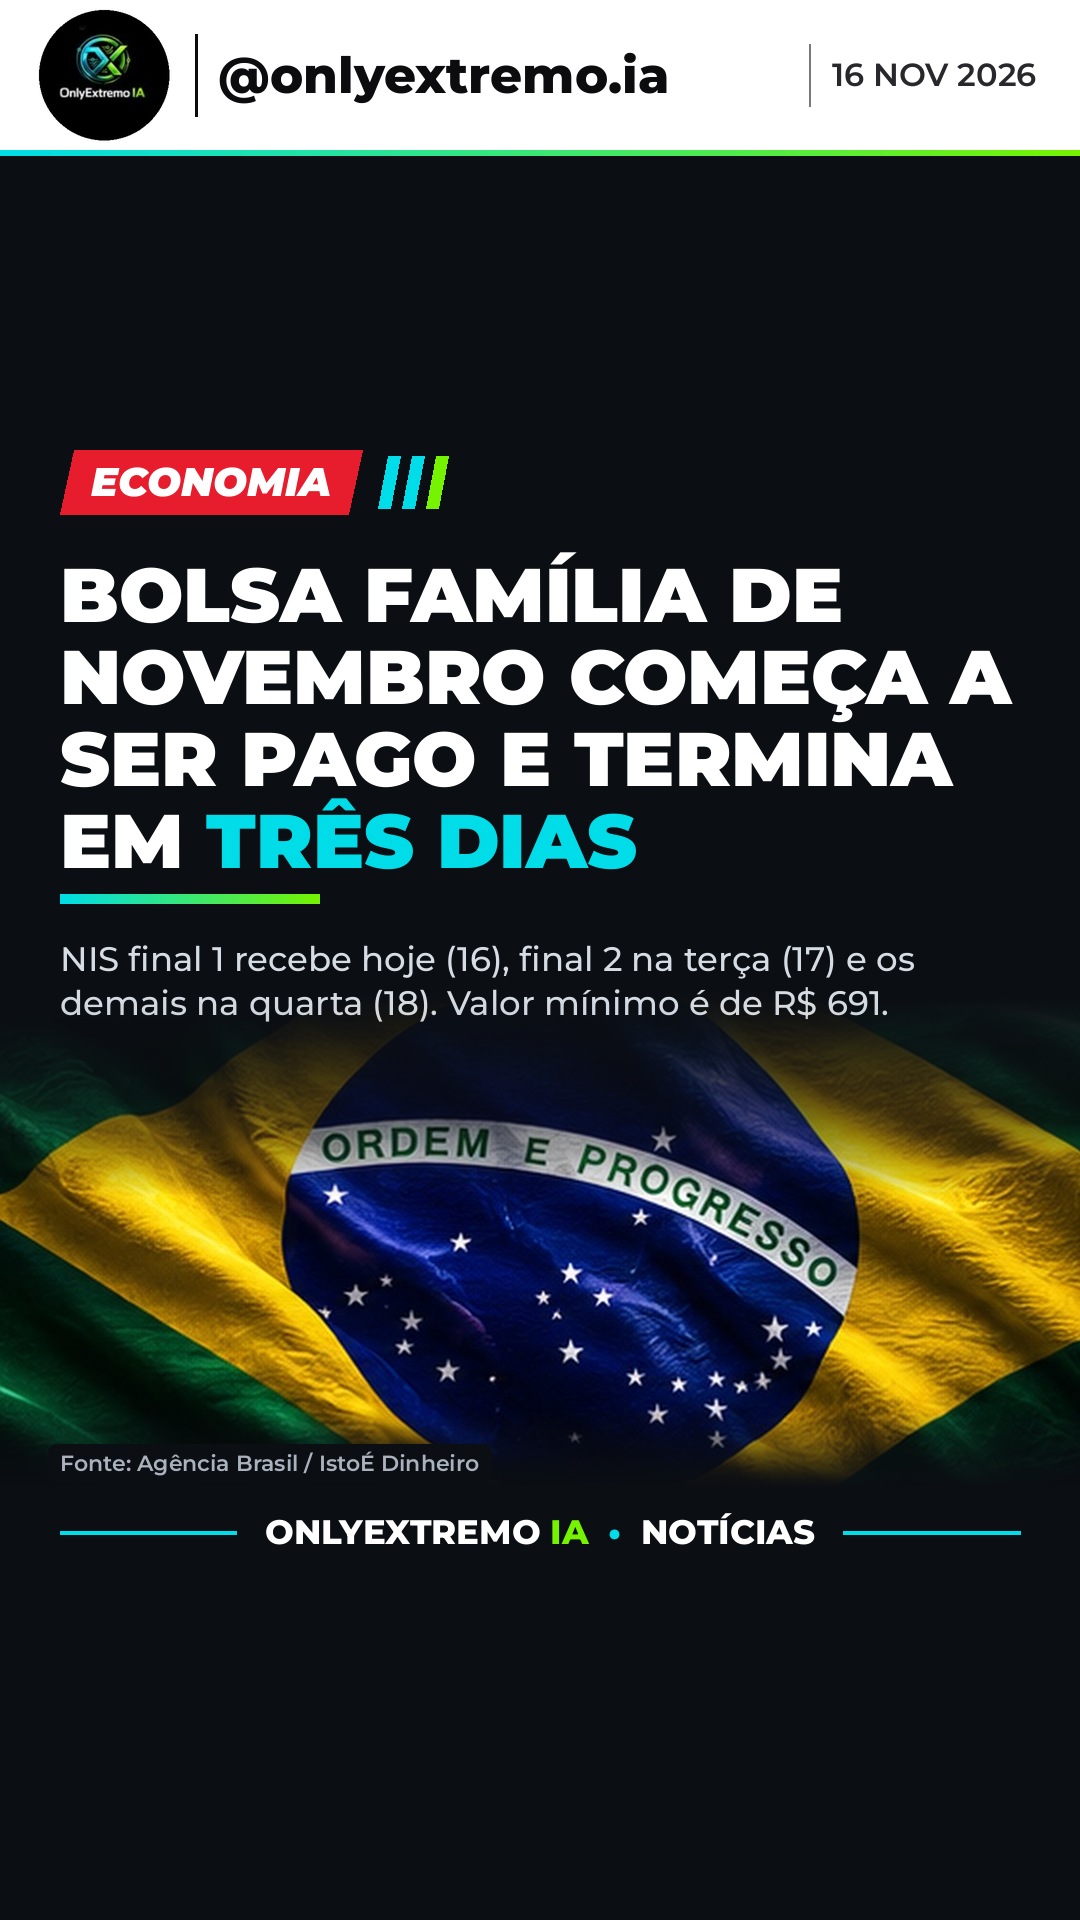 OnlyExtremo IA
@onlyextremo.ia
16 NOV 2026
ECONOMIA
BOLSA FAMÍLIA DE
NOVEMBRO COMEÇA A
SER PAGO E TERMINA
EM TRÊS DIAS
NIS final 1 recebe hoje (16), final 2 na terça (17) e os
demais na quarta (18). Valor mínimo é de R$ 691.
ORDEM E PROGRESSO
Fonte: Agência Brasil / IstoÉ Dinheiro
ONLYEXTREMO IA • NOTÍCIAS